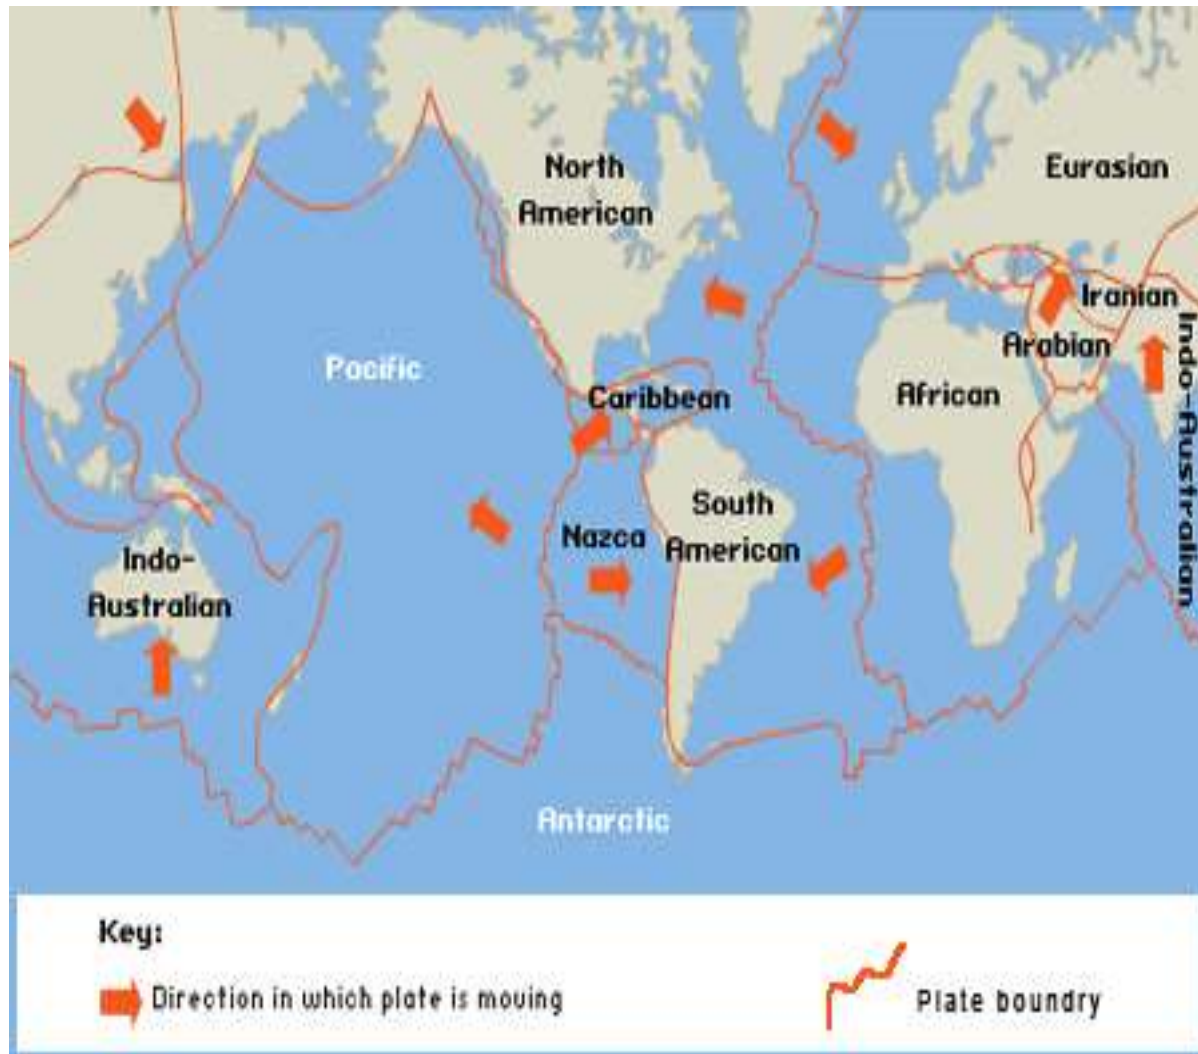 North
American
Eurasian
Iranian
Arabian
Indo-Australian
Pacific
Caribbean
African
South
American
Nazca
Indo-
Australian
Antarctic
Key:
Direction in which plate is moving
Plate boundry